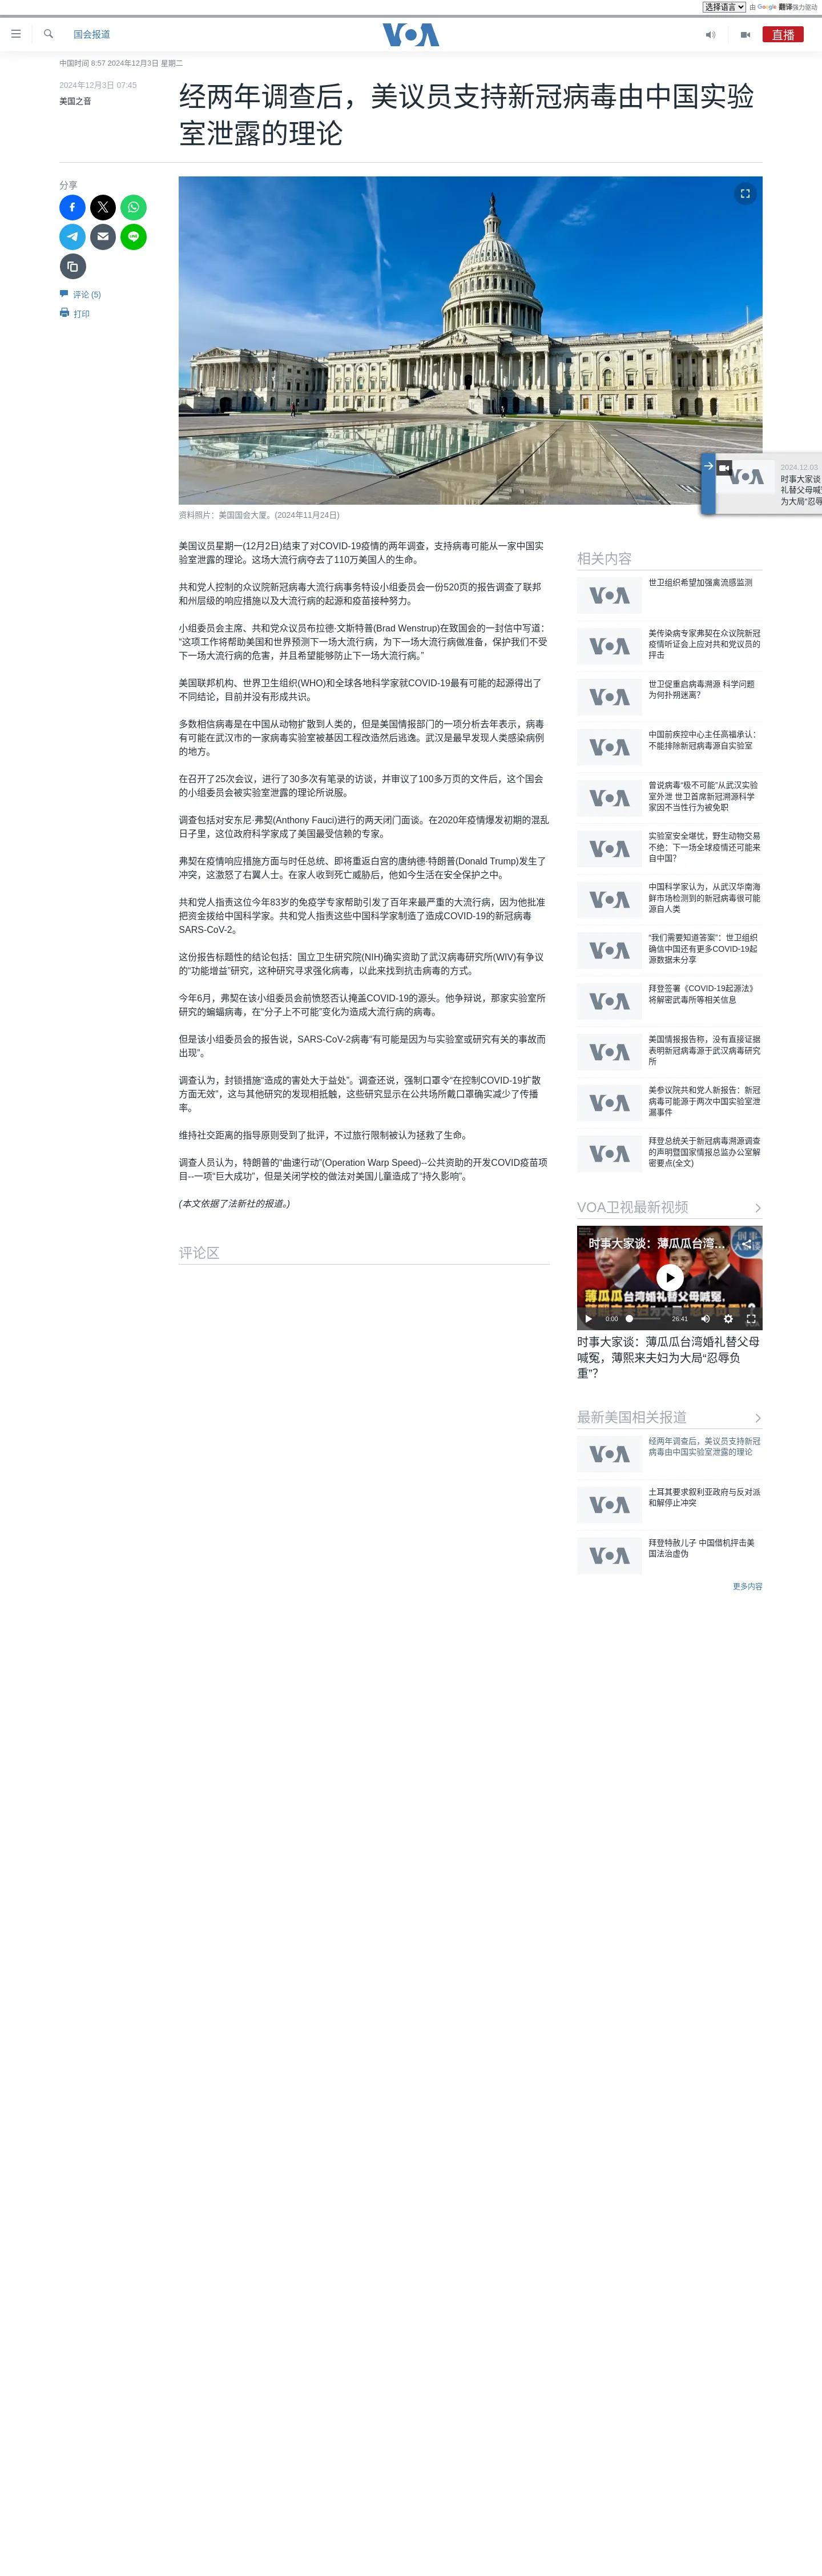 选择语言 由 Google 翻译强力驱动
国会报道
VOA
直播
中国时间 8:57 2024年12月3日 星期二
2024年12月3日 07:45
美国之音
经两年调查后，美议员支持新冠病毒由中国实验
室泄露的理论
分享
评论 (5)
打印
资料照片：美国国会大厦。(2024年11月24日)
2024.12.03
时事大家谈
礼替父母喊冤
为大局“忍辱
美国议员星期一(12月2日)结束了对COVID-19疫情的两年调查，支持病毒可能从一家中国实
验室泄露的理论。这场大流行病夺去了110万美国人的生命。
共和党人控制的众议院新冠病毒大流行病事务特设小组委员会一份520页的报告调查了联邦
和州层级的响应措施以及大流行病的起源和疫苗接种努力。
小组委员会主席、共和党众议员布拉德·文斯特普(Brad Wenstrup)在致国会的一封信中写道：
“这项工作将帮助美国和世界预测下一场大流行病，为下一场大流行病做准备，保护我们不受
下一场大流行病的危害，并且希望能够防止下一场大流行病。”
美国联邦机构、世界卫生组织(WHO)和全球各地科学家就COVID-19最有可能的起源得出了
不同结论，目前并没有形成共识。
多数相信病毒是在中国从动物扩散到人类的，但是美国情报部门的一项分析去年表示，病毒
有可能在武汉市的一家病毒实验室被基因工程改造然后逃逸。武汉是最早发现人类感染病例
的地方。
在召开了25次会议，进行了30多次有笔录的访谈，并审议了100多万页的文件后，这个国会
的小组委员会被实验室泄露的理论所说服。
调查包括对安东尼·弗契(Anthony Fauci)进行的两天闭门面谈。在2020年疫情爆发初期的混乱
日子里，这位政府科学家成了美国最受信赖的专家。
弗契在疫情响应措施方面与时任总统、即将重返白宫的唐纳德·特朗普(Donald Trump)发生了
冲突，这激怒了右翼人士。在家人收到死亡威胁后，他如今生活在安全保护之中。
共和党人指责这位今年83岁的免疫学专家帮助引发了百年来最严重的大流行病，因为他批准
把资金拨给中国科学家。共和党人指责这些中国科学家制造了造成COVID-19的新冠病毒
SARS-CoV-2。
这份报告标题性的结论包括：国立卫生研究院(NIH)确实资助了武汉病毒研究所(WIV)有争议
的“功能增益”研究，这种研究寻求强化病毒，以此来找到抗击病毒的方式。
今年6月，弗契在该小组委员会前愤怒否认掩盖COVID-19的源头。他争辩说，那家实验室所
研究的蝙蝠病毒，在“分子上不可能”变化为造成大流行病的病毒。
但是该小组委员会的报告说，SARS-CoV-2病毒“有可能是因为与实验室或研究有关的事故而
出现”。
调查认为，封锁措施“造成的害处大于益处”。调查还说，强制口罩令“在控制COVID-19扩散
方面无效”，这与其他研究的发现相抵触，这些研究显示在公共场所戴口罩确实减少了传播
率。
维持社交距离的指导原则受到了批评，不过旅行限制被认为拯救了生命。
调查人员认为，特朗普的“曲速行动”(Operation Warp Speed)--公共资助的开发COVID疫苗项
目--一项“巨大成功”，但是关闭学校的做法对美国儿童造成了“持久影响”。
(本文依据了法新社的报道。)
评论区
相关内容
世卫组织希望加强禽流感监测
美传染病专家弗契在众议院新冠
疫情听证会上应对共和党议员的
抨击
世卫促重启病毒溯源 科学问题
为何扑朔迷离？
中国前疾控中心主任高福承认：
不能排除新冠病毒源自实验室
曾说病毒“极不可能”从武汉实验
室外泄 世卫首席新冠溯源科学
家因不当性行为被免职
实验室安全堪忧，野生动物交易
不绝：下一场全球疫情还可能来
自中国？
中国科学家认为，从武汉华南海
鲜市场检测到的新冠病毒很可能
源自人类
“我们需要知道答案”：世卫组织
确信中国还有更多COVID-19起
源数据未分享
拜登签署《COVID-19起源法》
将解密武毒所等相关信息
美国情报报告称，没有直接证据
表明新冠病毒源于武汉病毒研究
所
美参议院共和党人新报告：新冠
病毒可能源于两次中国实验室泄
漏事件
拜登总统关于新冠病毒溯源调查
的声明暨国家情报总监办公室解
密要点(全文)
VOA卫视最新视频
时事大家谈：薄瓜瓜台湾...
薄瓜瓜台湾婚礼替父母喊冤，
0:00
26:41
时事大家谈：薄瓜瓜台湾婚礼替父母
喊冤，薄熙来夫妇为大局“忍辱负
重”？
最新美国相关报道
经两年调查后，美议员支持新冠
病毒由中国实验室泄露的理论
土耳其要求叙利亚政府与反对派
和解停止冲突
拜登特赦儿子 中国借机抨击美
国法治虚伪
更多内容